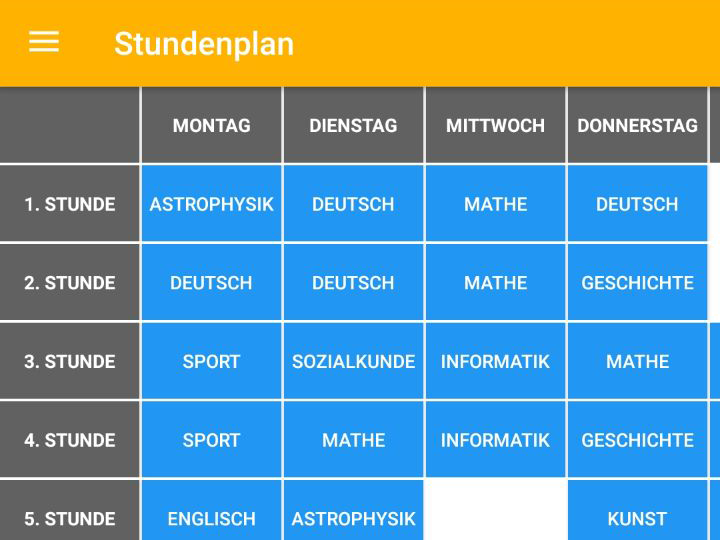 Stundenplan
MONTAG DIENSTAG MITTWOCH DONNERSTAG
1. STUNDE ASTROPHYSIK DEUTSCH MATHE DEUTSCH
2. STUNDE DEUTSCH DEUTSCH MATHE GESCHICHTE
3. STUNDE SPORT SOZIALKUNDE INFORMATIK MATHE
4. STUNDE SPORT MATHE INFORMATIK GESCHICHTE
5. STUNDE ENGLISCH ASTROPHYSIK KUNST